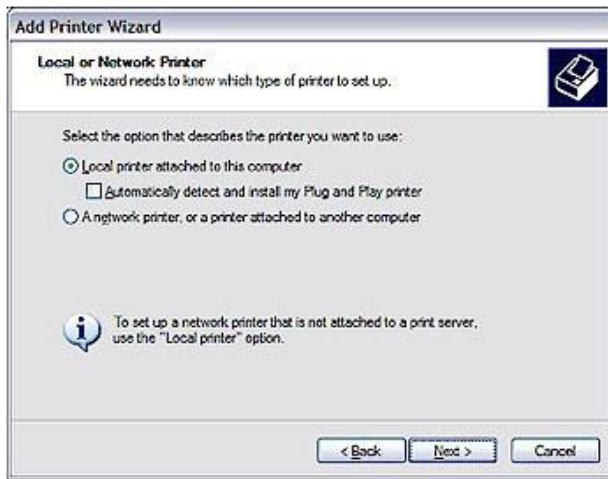 Add Printer Wizard
Local or Network Printer
The wizard needs to know which type of printer to set up.
Select the option that describes the printer you want to use:
Local printer attached to this computer
Automatically detect and install my Plug and Play printer
A network printer, or a printer attached to another computer
To set up a network printer that is not attached to a print server,
use the "Local printer" option.
< Back Next > Cancel